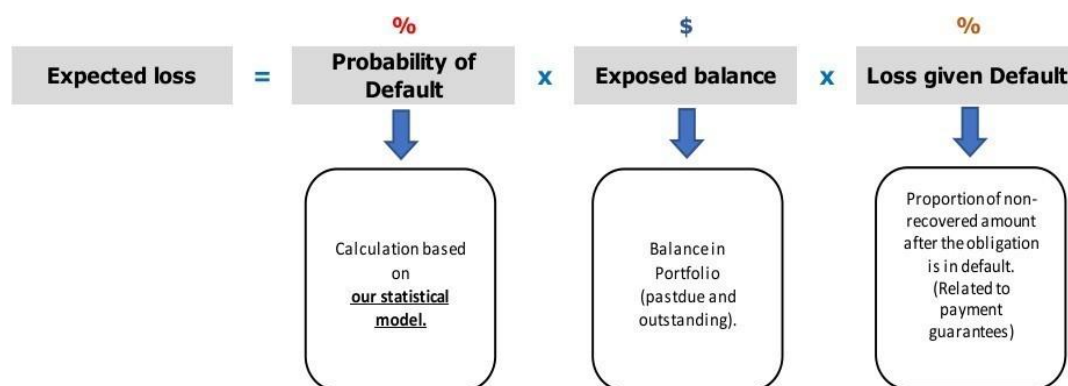 % $ %
Expected loss = Probability of Default x Exposed balance x Loss given Default
Calculation based
on
our statistical
model.
Balance in
Portfolio
(pastdue and
outstanding).
Proportion of non-
recovered amount
after the obligation
is in default.
(Related to
payment
guarantees)